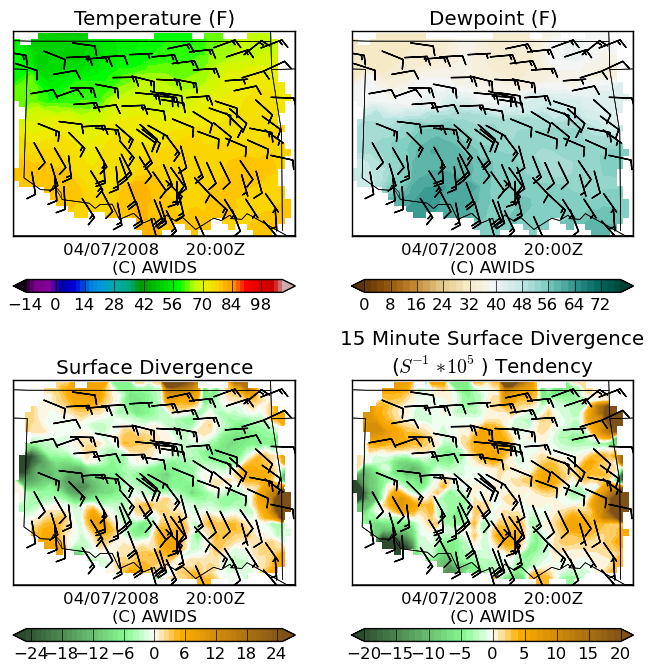 Temperature (F)
Dewpoint (F)
04/07/2008 20:00Z
(C) AWIDS
04/07/2008 20:00Z
(C) AWIDS
−14 0 14 28 42 56 70 84 98
0 8 16 24 32 40 48 56 64 72
Surface Divergence
15 Minute Surface Divergence
(S⁻¹ *10⁵ ) Tendency
04/07/2008 20:00Z
(C) AWIDS
04/07/2008 20:00Z
(C) AWIDS
−24 −18 −12 −6 0 6 12 18 24
−20 −15 −10 −5 0 5 10 15 20